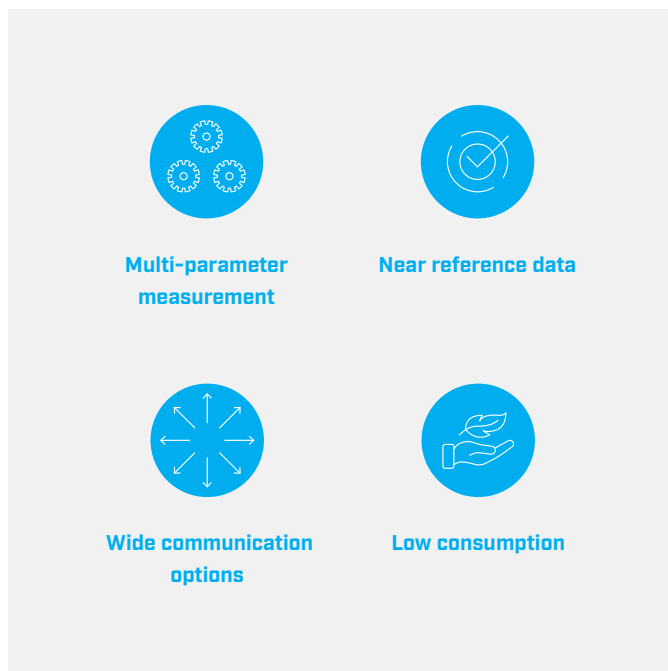 Multi-parameter
measurement
Near reference data
Wide communication
options
Low consumption